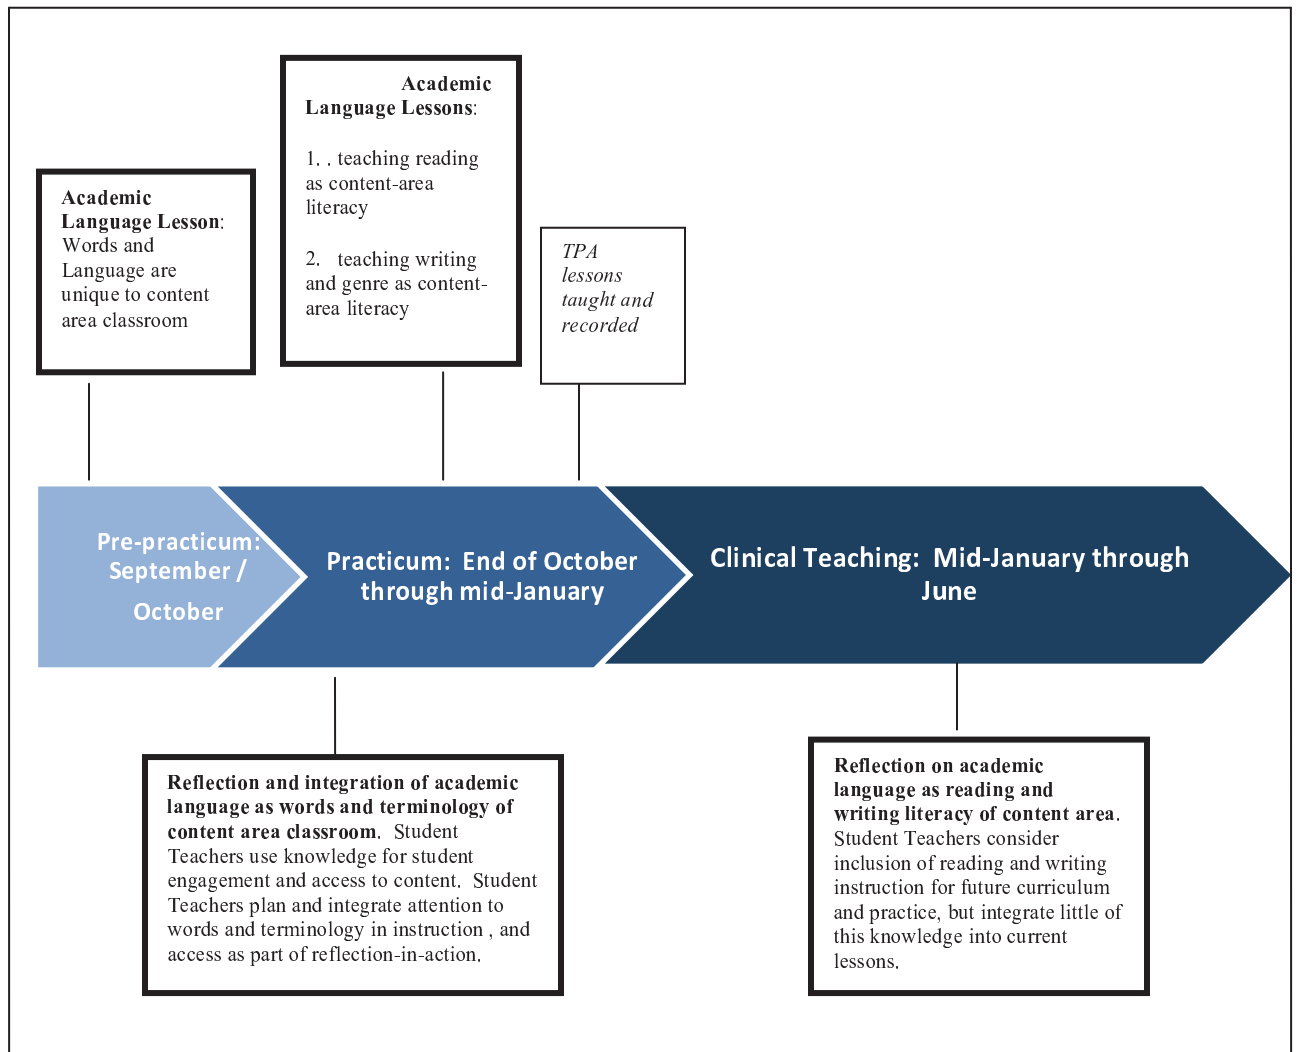 Academic
Language Lessons:
1. . teaching reading
as content-area
literacy
2. teaching writing
and genre as content-
area literacy
Academic
Language Lesson:
Words and
Language are
unique to content
area classroom
TPA
lessons
taught and
recorded
Pre-practicum:
September /
October
Practicum: End of October
through mid-January
Clinical Teaching: Mid-January through
June
Reflection and integration of academic
language as words and terminology of
content area classroom. Student
Teachers use knowledge for student
engagement and access to content. Student
Teachers plan and integrate attention to
words and terminology in instruction , and
access as part of reflection-in-action.
Reflection on academic
language as reading and
writing literacy of content area.
Student Teachers consider
inclusion of reading and writing
instruction for future curriculum
and practice, but integrate little of
this knowledge into current
lessons.